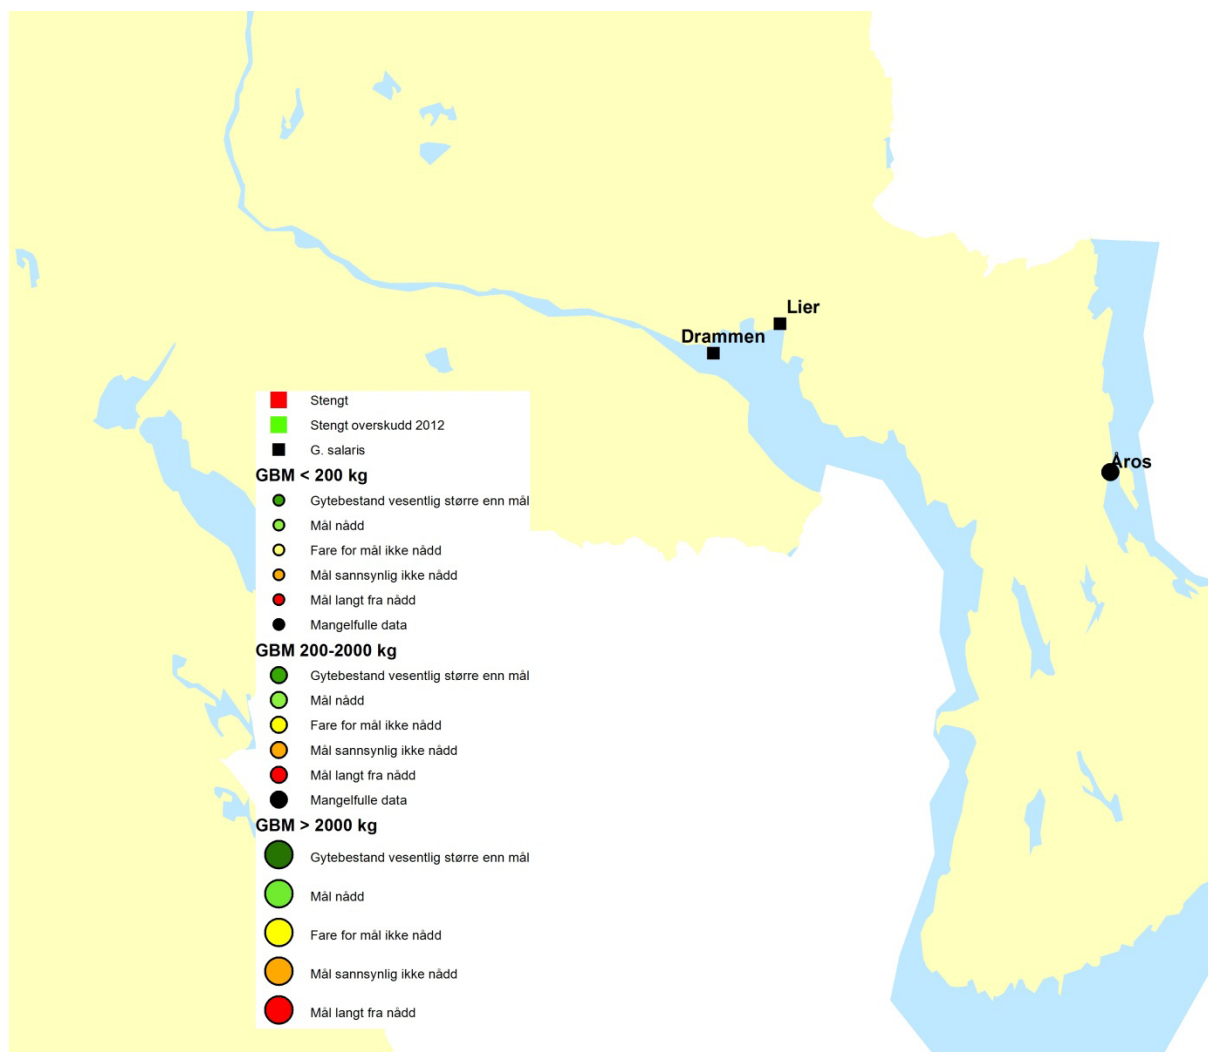 Lier
Drammen
Åros
Stengt
Stengt overskudd 2012
G. salaris
GBM < 200 kg
Gytebestand vesentlig større enn mål
Mål nådd
Fare for mål ikke nådd
Mål sannsynlig ikke nådd
Mål langt fra nådd
Mangelfulle data
GBM 200-2000 kg
Gytebestand vesentlig større enn mål
Mål nådd
Fare for mål ikke nådd
Mål sannsynlig ikke nådd
Mål langt fra nådd
Mangelfulle data
GBM > 2000 kg
Gytebestand vesentlig større enn mål
Mål nådd
Fare for mål ikke nådd
Mål sannsynlig ikke nådd
Mål langt fra nådd